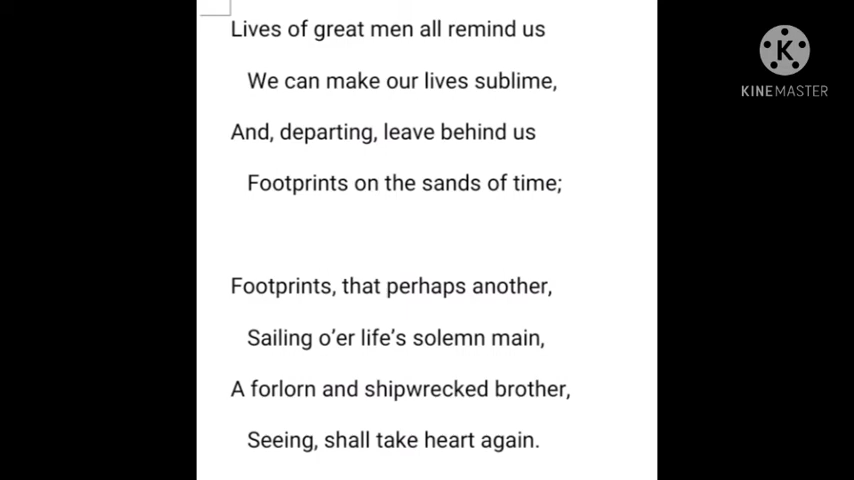 Lives of great men all remind us
We can make our lives sublime,
And, departing, leave behind us
Footprints on the sands of time;
Footprints, that perhaps another,
Sailing o’er life’s solemn main,
A forlorn and shipwrecked brother,
Seeing, shall take heart again.
K
KINEMASTER